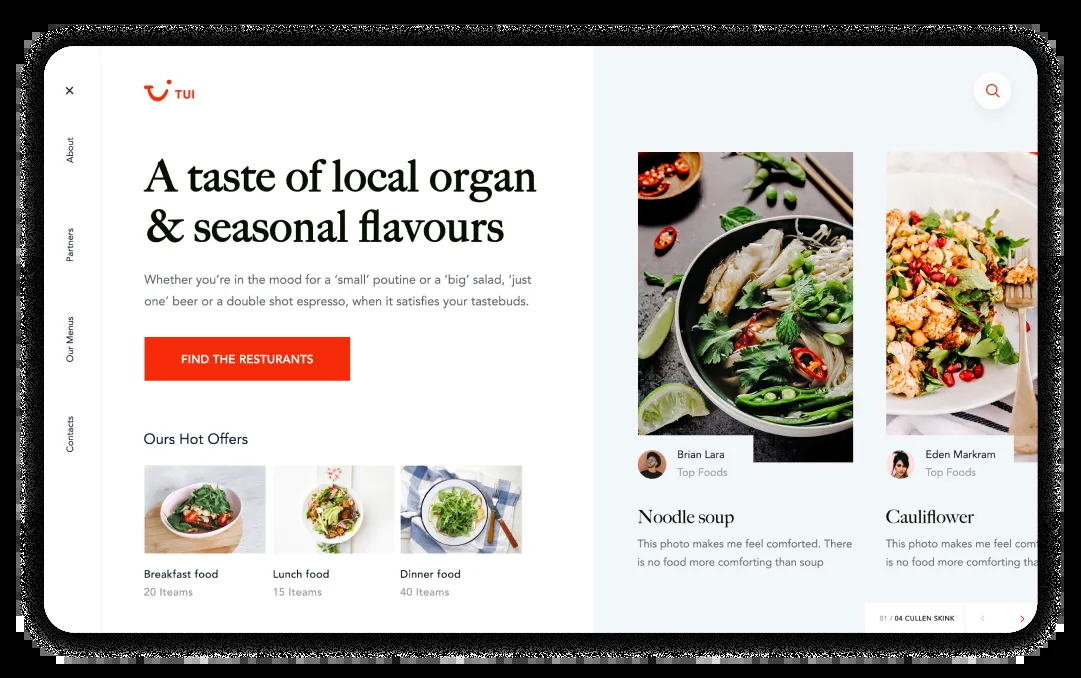 About
Partners
Our Menus
Contacts
TUI
A taste of local organ
& seasonal flavours
Whether you're in the mood for a 'small' poutine or a 'big' salad, 'just
one' beer or a double shot espresso, when it satisfies your tastebuds.
FIND THE RESTURANTS
Ours Hot Offers
Breakfast food
20 Iteams
Lunch food
15 Iteams
Dinner food
40 Iteams
Brian Lara
Top Foods
Noodle soup
This photo makes me feel comforted. There
is no food more comforting than soup
Eden Markram
Top Foods
Cauliflower
This photo makes me feel
is no food more comforting
01 / 04 CULLEN SKINK